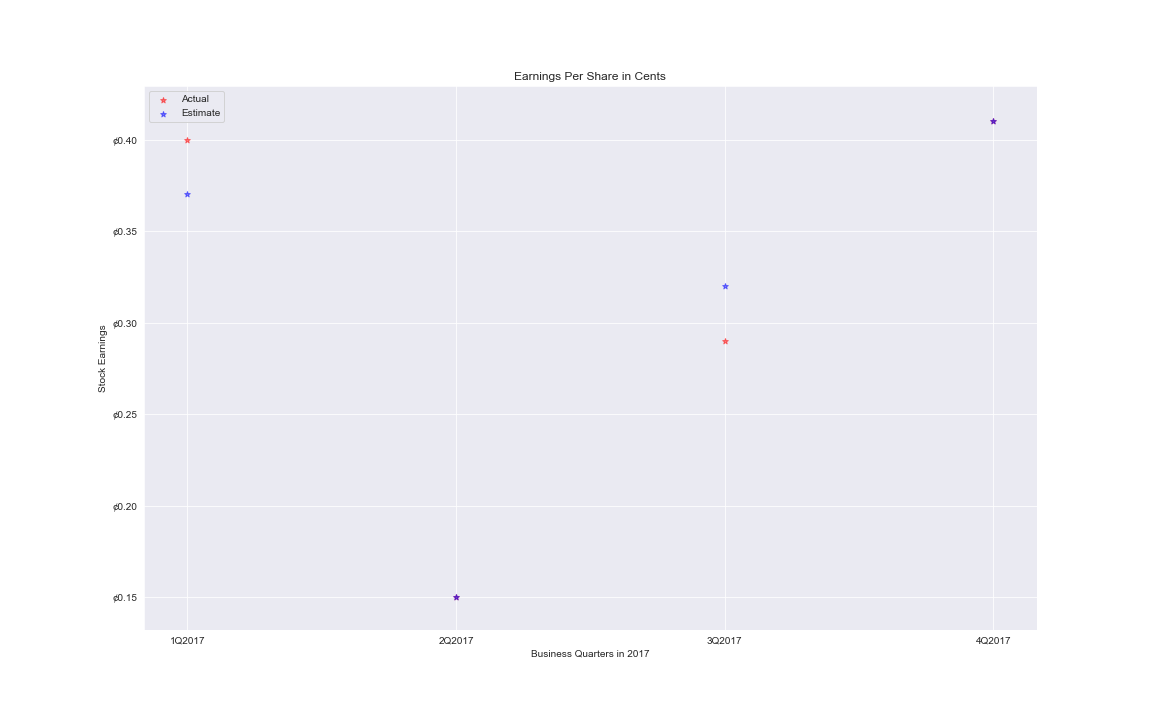 Earnings Per Share in Cents
Actual
Estimate
¢0.40
¢0.35
¢0.30
¢0.25
¢0.20
¢0.15
Stock Earnings
1Q2017 2Q2017 3Q2017 4Q2017
Business Quarters in 2017